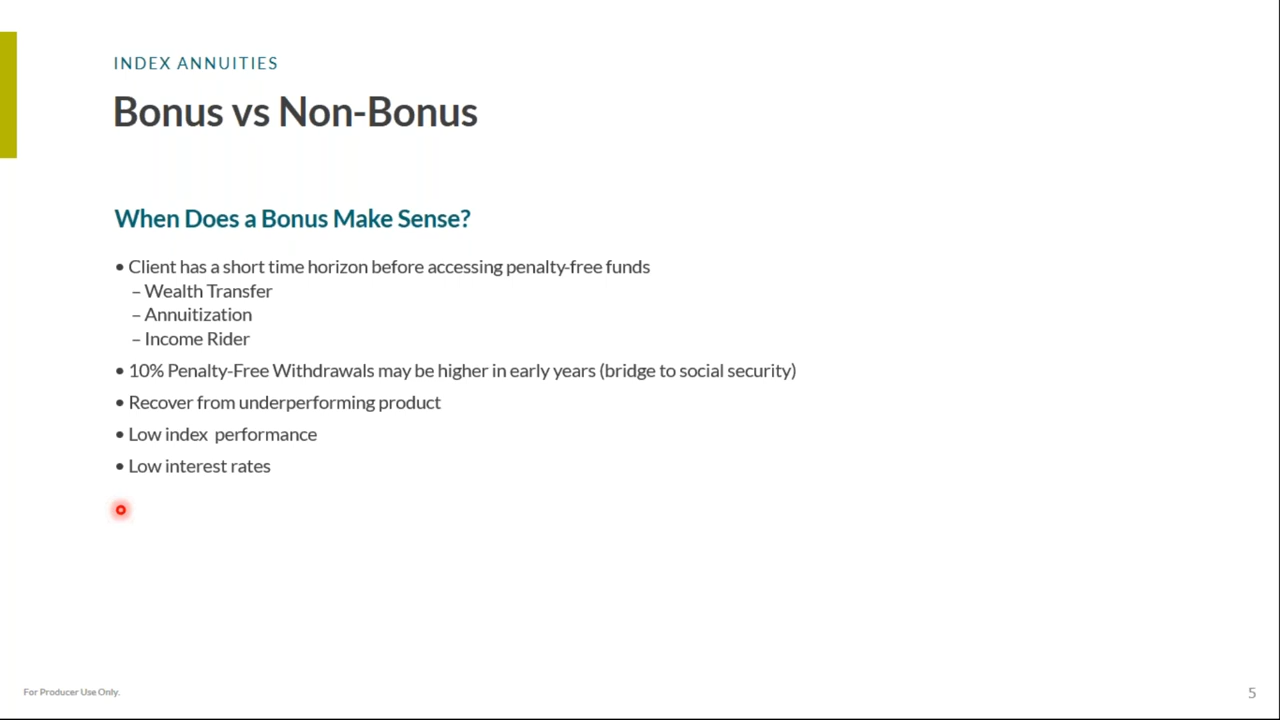 INDEX ANNUITIES
Bonus vs Non-Bonus
When Does a Bonus Make Sense?
• Client has a short time horizon before accessing penalty-free funds
– Wealth Transfer
– Annuitization
– Income Rider
• 10% Penalty-Free Withdrawals may be higher in early years (bridge to social security)
• Recover from underperforming product
• Low index  performance
• Low interest rates
For Producer Use Only.
5